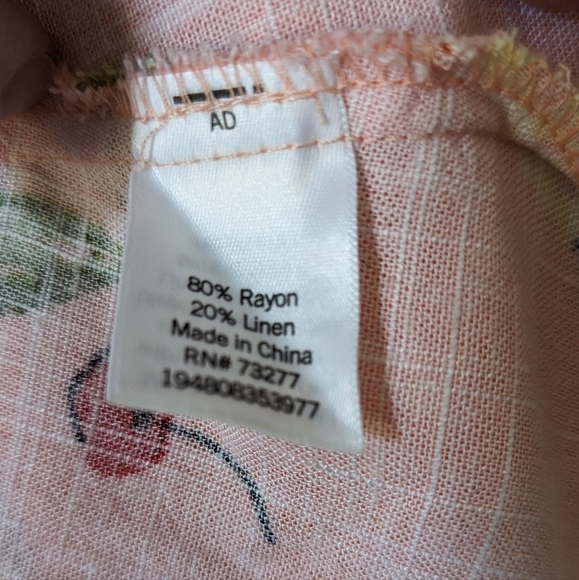 AD
80% Rayon
20% Linen
Made in China
RN# 73277
194808353977